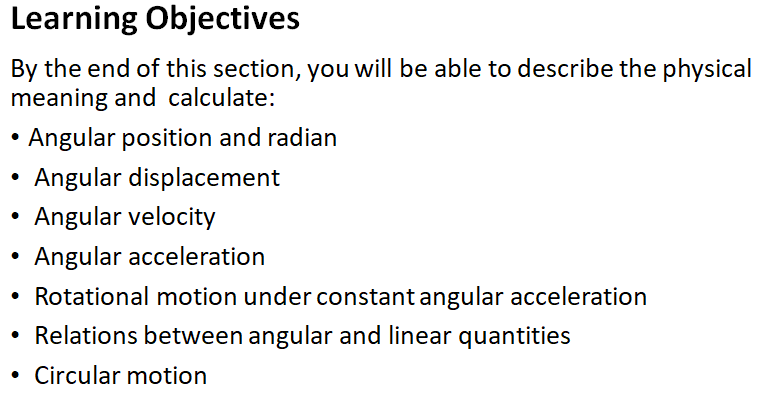 Learning Objectives
By the end of this section, you will be able to describe the physical
meaning and  calculate:
• Angular position and radian
• Angular displacement
• Angular velocity
• Angular acceleration
• Rotational motion under constant angular acceleration
• Relations between angular and linear quantities
• Circular motion